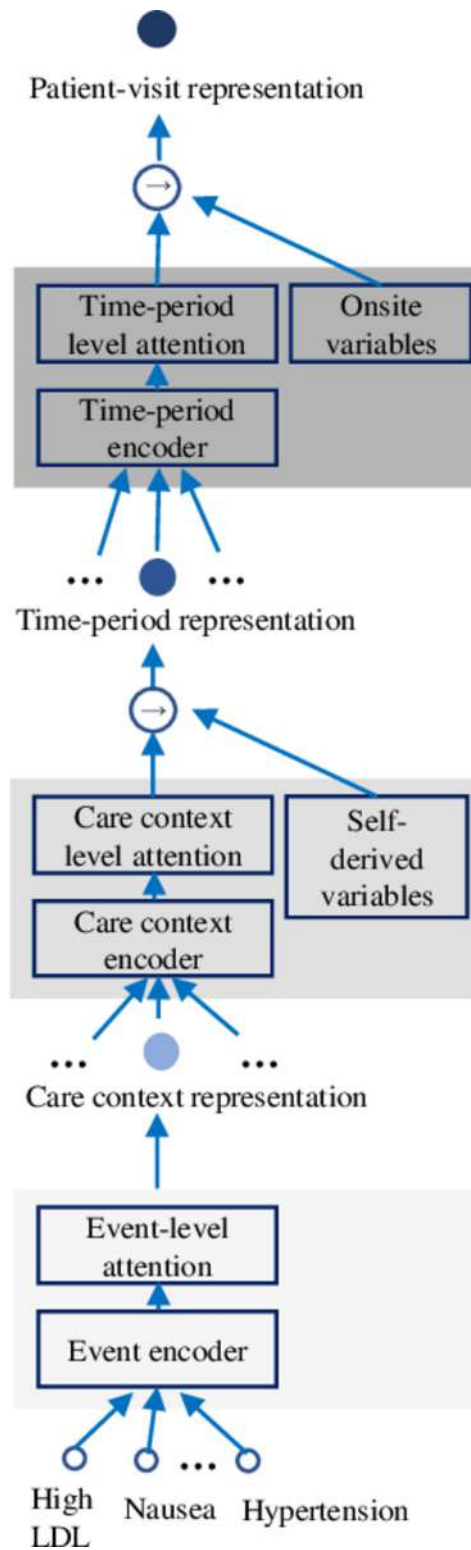 Patient-visit representation
→
Time-period
level attention
Onsite
variables
Time-period
encoder
... ...
Time-period representation
→
Care context
level attention
Self-
derived
variables
Care context
encoder
... ...
Care context representation
Event-level
attention
Event encoder
...
High
LDL
Nausea
Hypertension